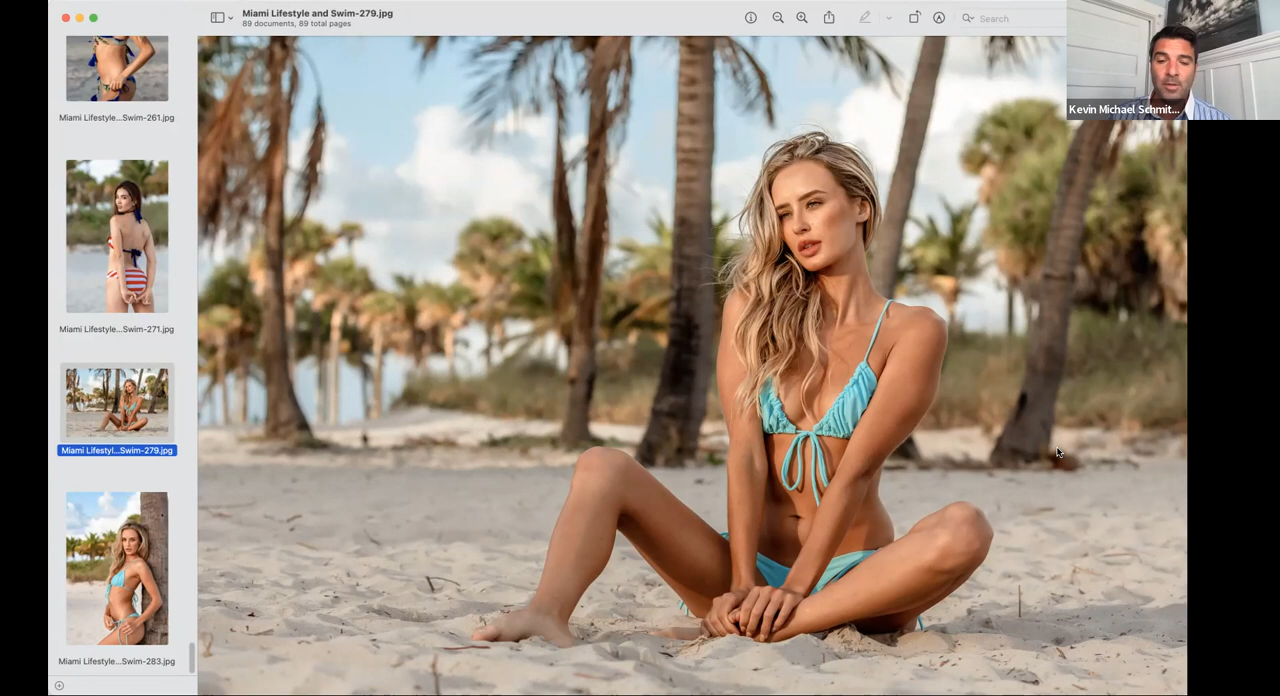 Miami Lifestyle and Swim-279.jpg
89 documents, 89 total pages
Search
Kevin Michael Schmit...
Miami Lifestyle...Swim-261.jpg
Miami Lifestyle...Swim-271.jpg
Miami Lifestyl...Swim-279.jpg
Miami Lifestyle...Swim-283.jpg